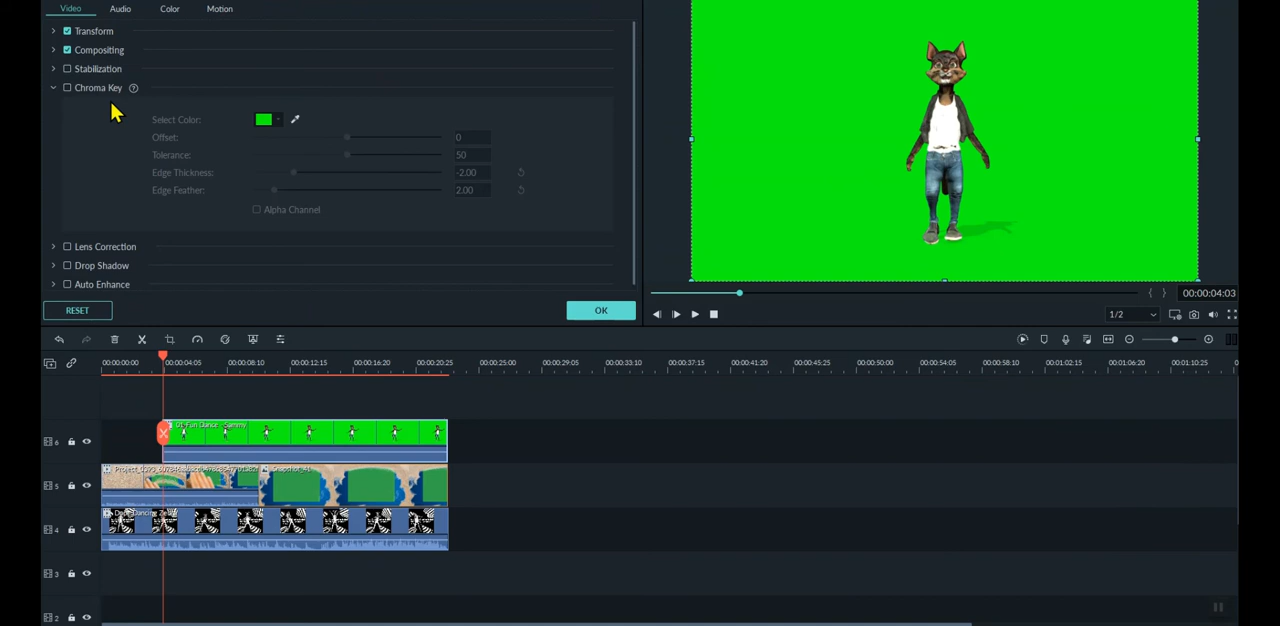 Video Audio Color Motion
Transform
Compositing
Stabilization
Chroma Key ?
Select Color:
Offset: 0
Tolerance: 50
Edge Thickness: -2.00
Edge Feather: 2.00
Alpha Channel
Lens Correction
Drop Shadow
Auto Enhance
RESET OK
{ } 00:00:04:03
1/2
00:00:00:00 00:00:04:05 00:00:08:10 00:00:12:15 00:00:16:20 00:00:20:25 00:00:25:00 00:00:29:05 00:00:33:10 00:00:37:15 00:00:41:20 00:00:45:25 00:00:50:00 00:00:54:05 00:00:58:10 00:01:02:15 00:01:06:20 00:01:10:25
01-Fun Dance - Sammy
6
Snapshot_41
5
4
3
2